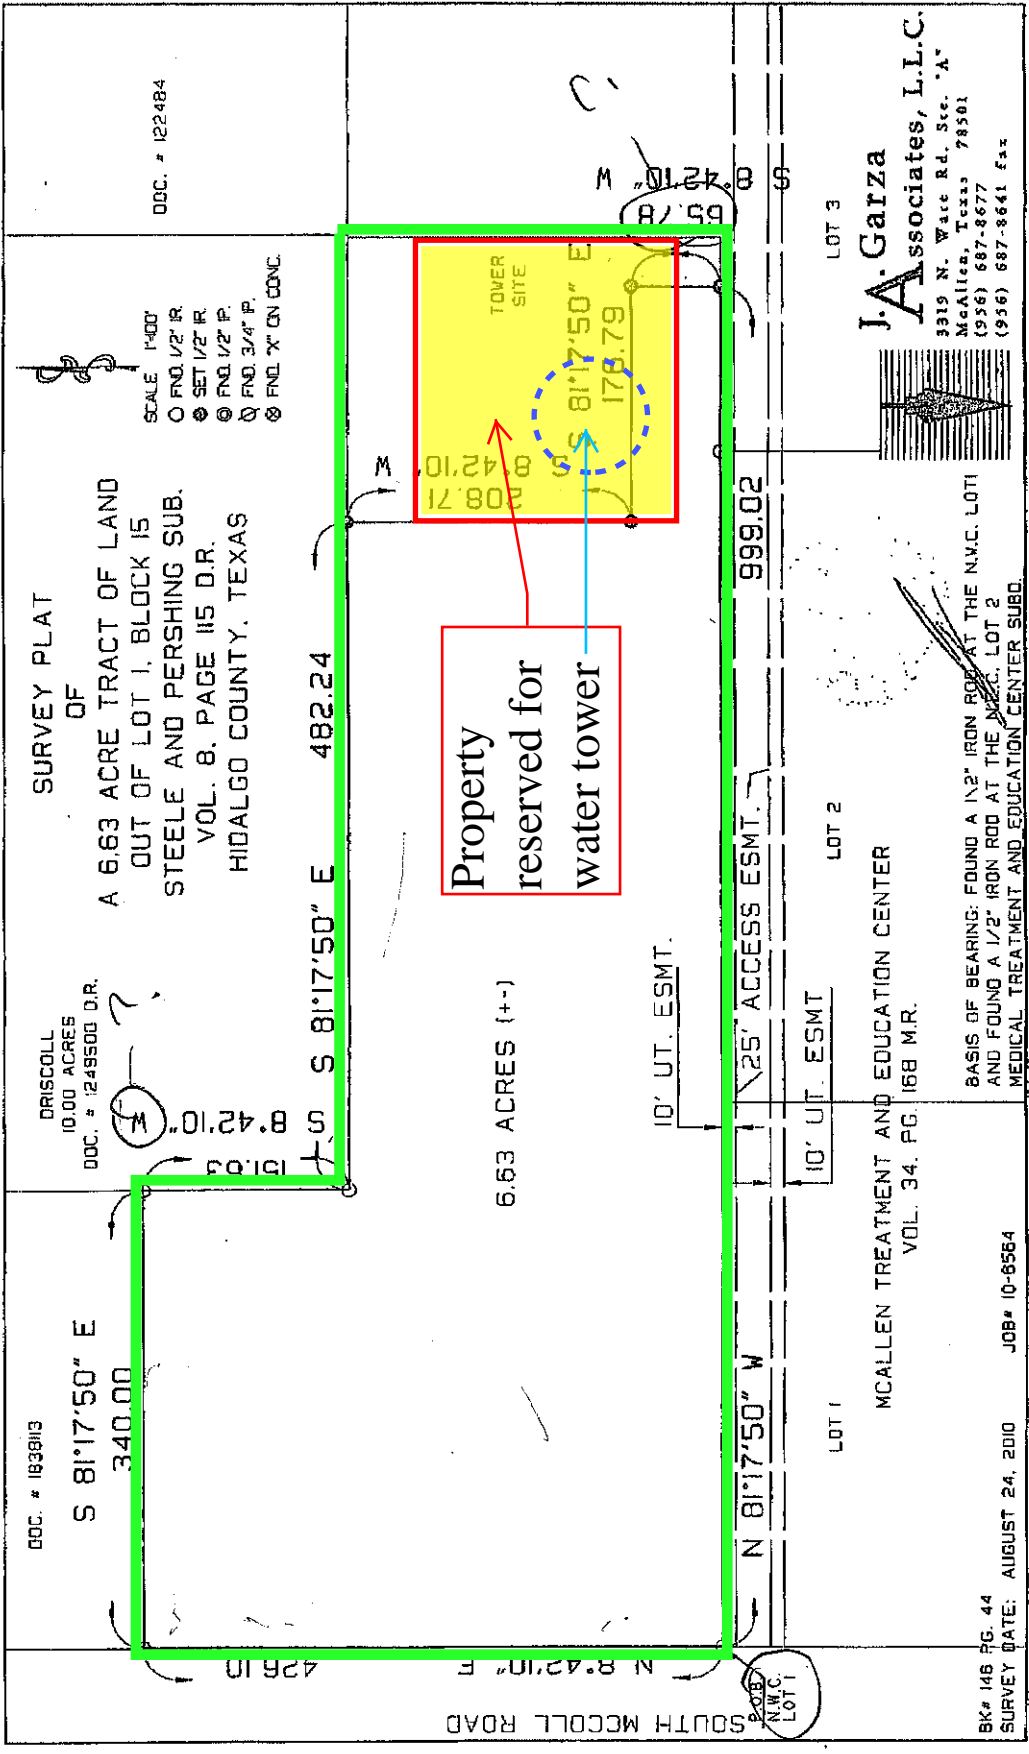 SURVEY PLAT
OF
A 6.63 ACRE TRACT OF LAND
OUT OF LOT 1, BLOCK 15
STEELE AND PERSHING SUB.
VOL. 8, PAGE 115 D.R.
HIDALGO COUNTY, TEXAS
SCALE 1"=100'
FND. 1/2" IR.
SET 1/2" IR.
FND. 1/2" IP.
FND. 3/4" IP.
FND. "X" ON CONC.
DOC. # 122484
DRISCOLL
10.00 ACRES
DOC. # 1249500 D.R.
DOC. # 1839113
S 81°17'50" E
340.00
151.63
S 8°42'10" W
S 81°17'50" E 482.24
208.71
S 8°42'10" W
TOWER
SITE
S 81°17'50" E
178.79
65.78
S 8°42'10" W
Property
reserved for
water tower
6.63 ACRES (+-)
426.10
N 8°42'10" E
SOUTH MCCOLL ROAD
P.O.B.
N.W.C.
LOT 1
N 81°17'50" W
999.02
10' UT. ESMT.
25' ACCESS ESMT.
10' UT. ESMT
LOT 1
LOT 2
LOT 3
MCALLEN TREATMENT AND EDUCATION CENTER
VOL. 34, PG. 168 M.R.
BASIS OF BEARING: FOUND A 1\2" IRON ROD AT THE N.W.C. LOT1
AND FOUND A 1/2" IRON ROD AT THE N.E.C. LOT 2
MEDICAL TREATMENT AND EDUCATION CENTER SUBD.
BK# 146 PG. 44
SURVEY DATE: AUGUST 24, 2010 JOB# 10-6564
J.A. Garza
Associates, L.L.C.
3319 N. Ware Rd. Ste. "A"
McAllen, Texas 78501
(956) 687-8677
(956) 687-8641 fax